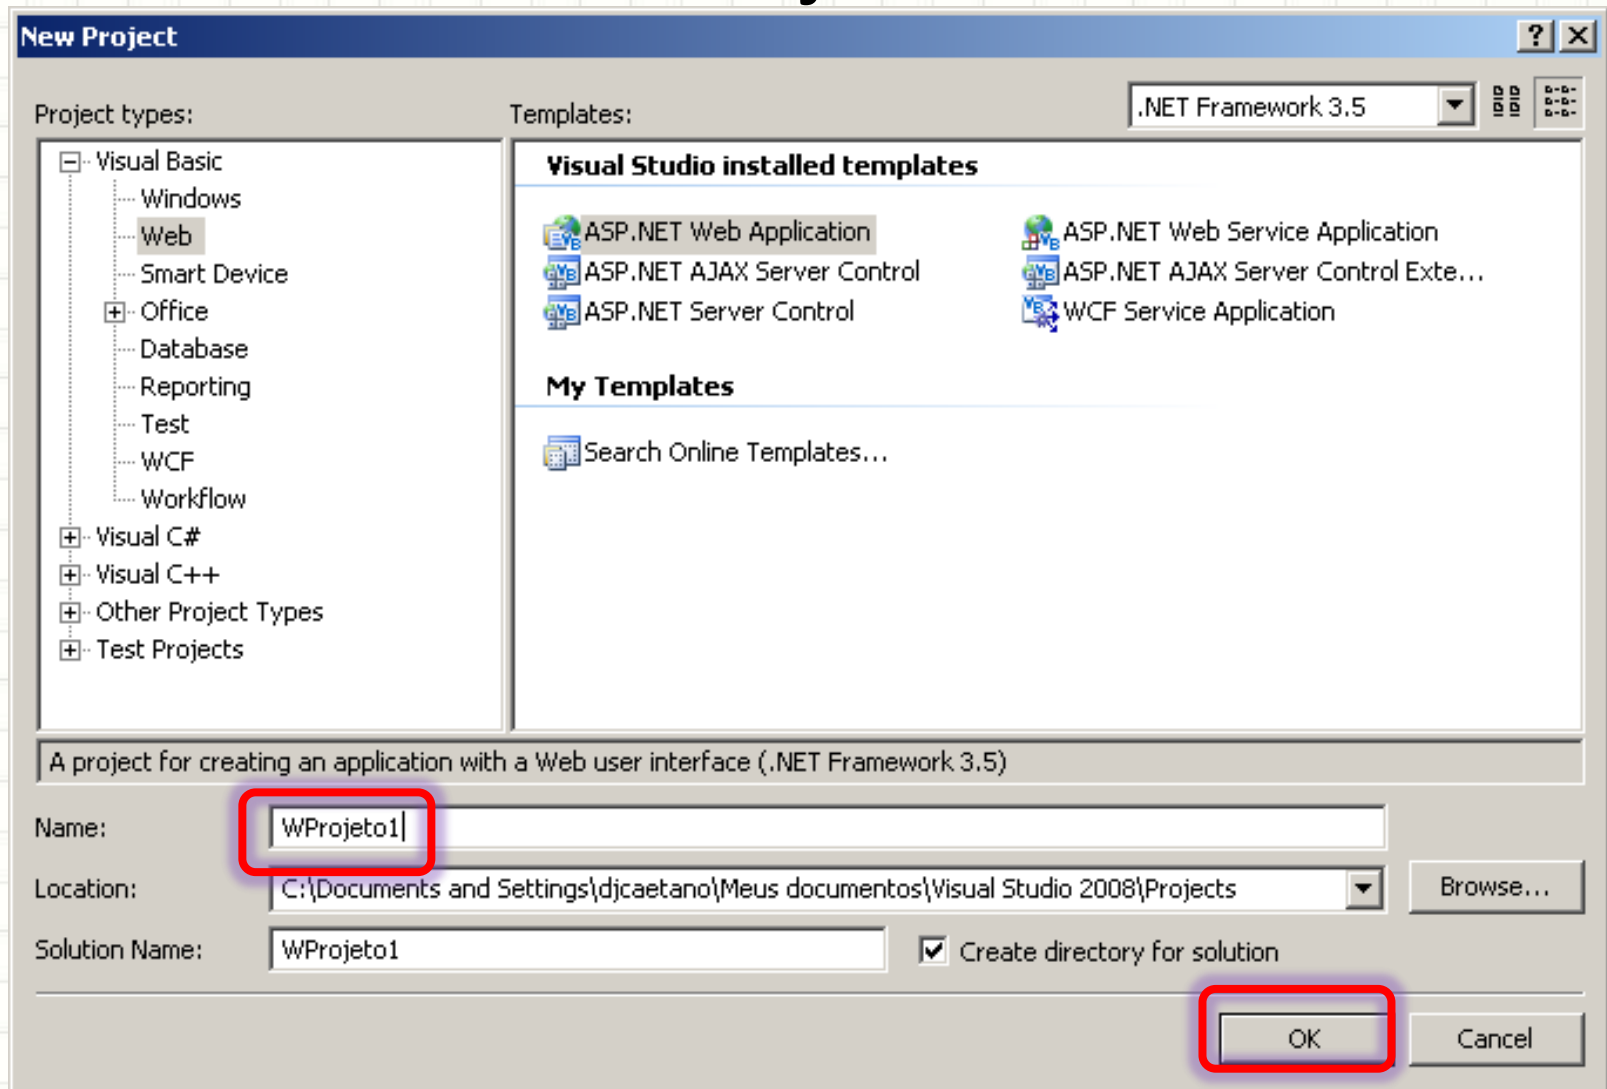 New Project
Project types:
Templates:
.NET Framework 3.5
Visual Basic
Windows
Web
Smart Device
Office
Database
Reporting
Test
WCF
Workflow
Visual C#
Visual C++
Other Project Types
Test Projects
Visual Studio installed templates
ASP.NET Web Application
ASP.NET Web Service Application
ASP.NET AJAX Server Control
ASP.NET AJAX Server Control Exte...
ASP.NET Server Control
WCF Service Application
My Templates
Search Online Templates...
A project for creating an application with a Web user interface (.NET Framework 3.5)
Name:
WProjeto1
Location:
C:\Documents and Settings\djcaetano\Meus documentos\Visual Studio 2008\Projects
Browse...
Solution Name:
WProjeto1
Create directory for solution
OK
Cancel